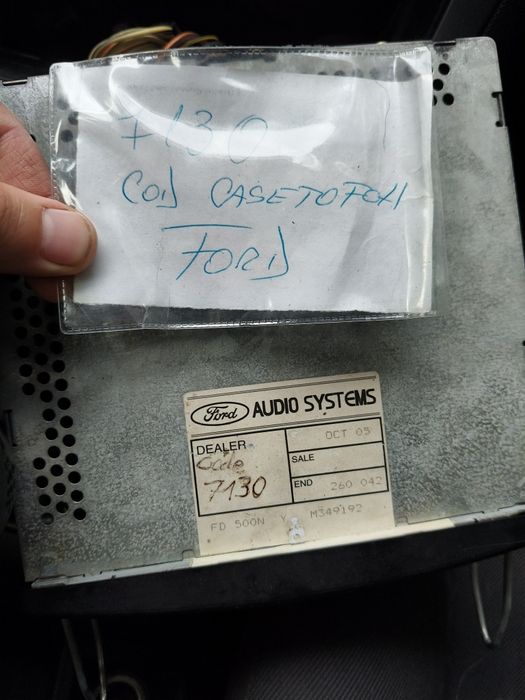 7130
COD CASETOFON
FORD
Ford AUDIO SYSTEMS
DEALER
Code
7130
OCT 05
SALE
END 260 042
FD 500N Y M349192